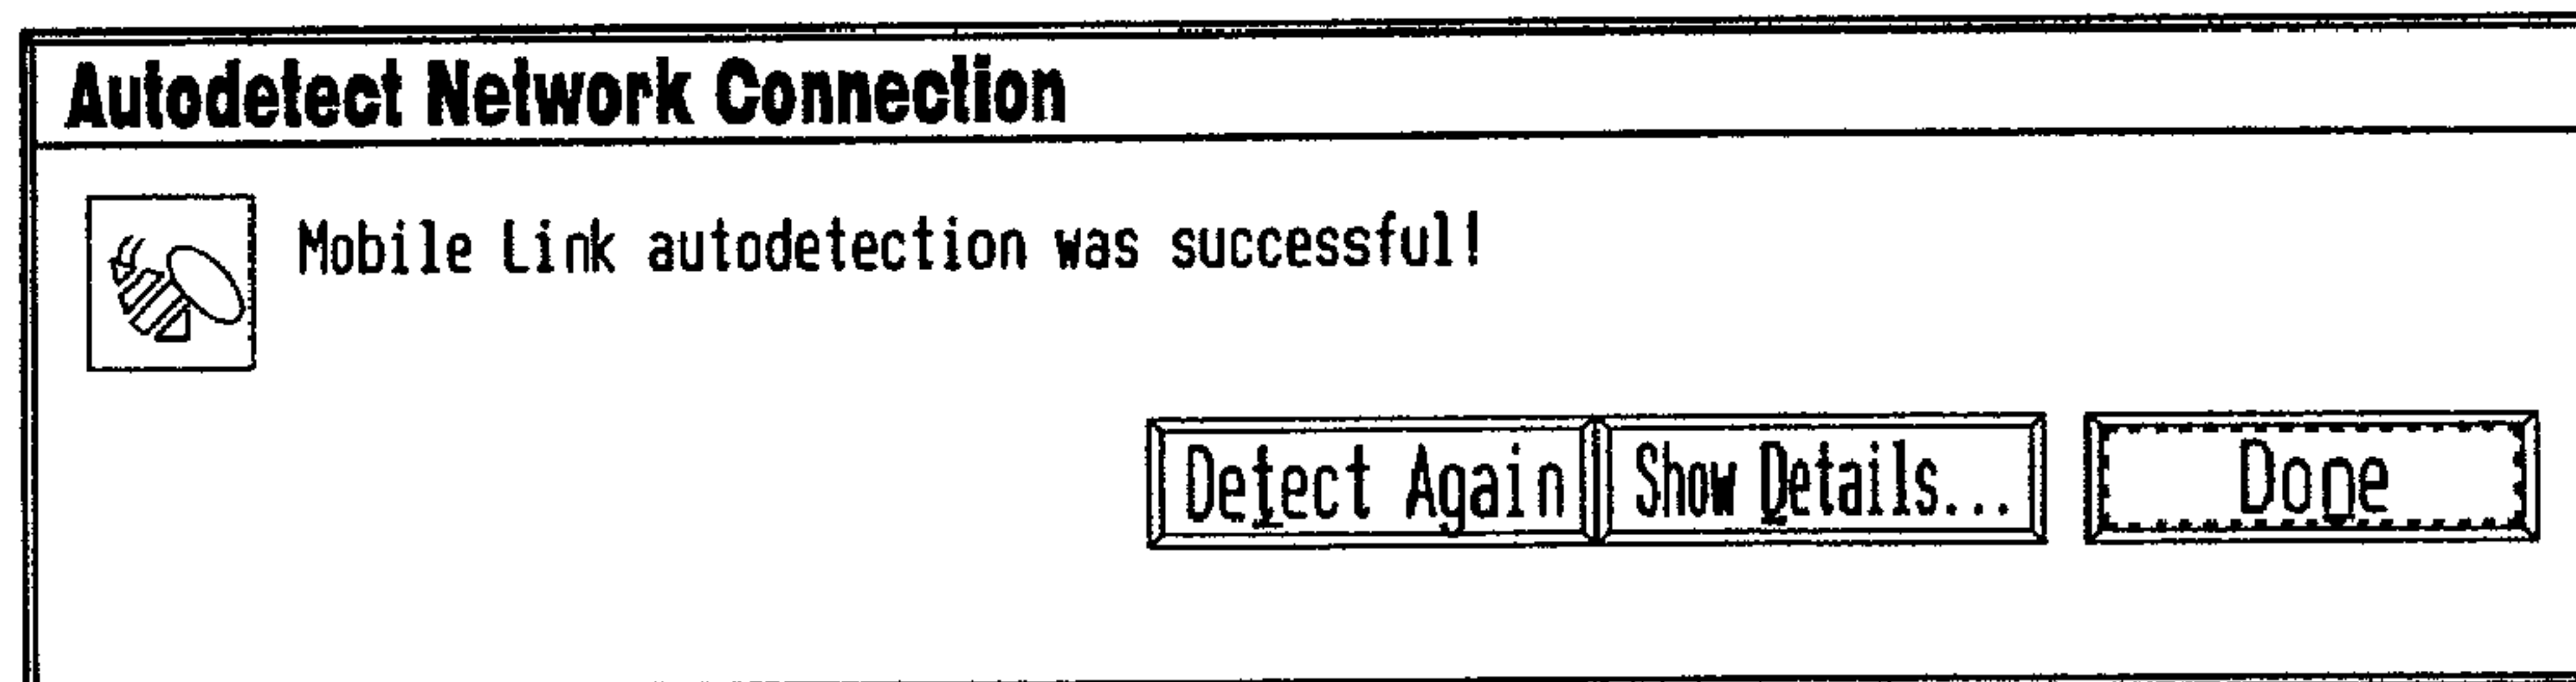 Autodetect Network Connection
Mobile Link autodetection was successful!
Detect Again Show Details... Done